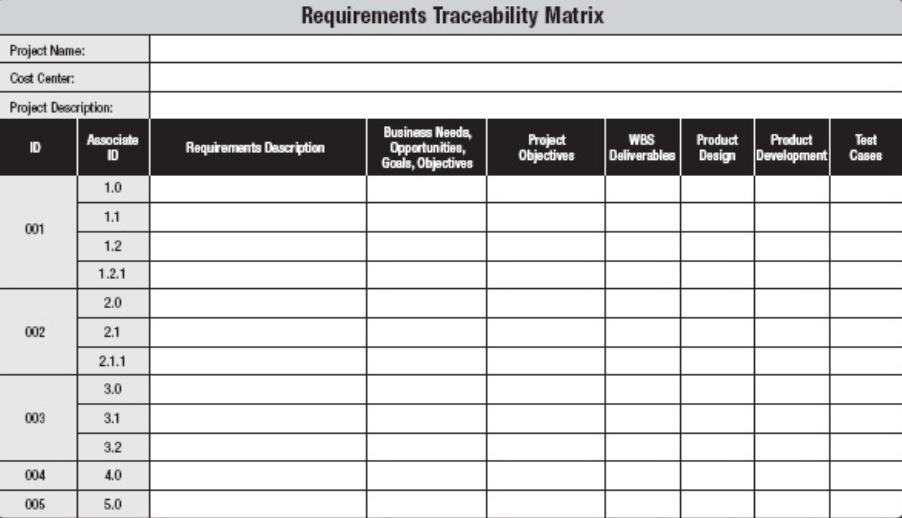 Requirements Traceability Matrix
Project Name:
Cost Center:
Project Description:
ID
Associate
ID
Requirements Description
Business Needs,
Opportunities,
Goals, Objectives
Project
Objectives
WBS
Deliverables
Product
Design
Product
Development
Test
Cases
001
1.0
1.1
1.2
1.2.1
002
2.0
2.1
2.1.1
003
3.0
3.1
3.2
004
4.0
005
5.0